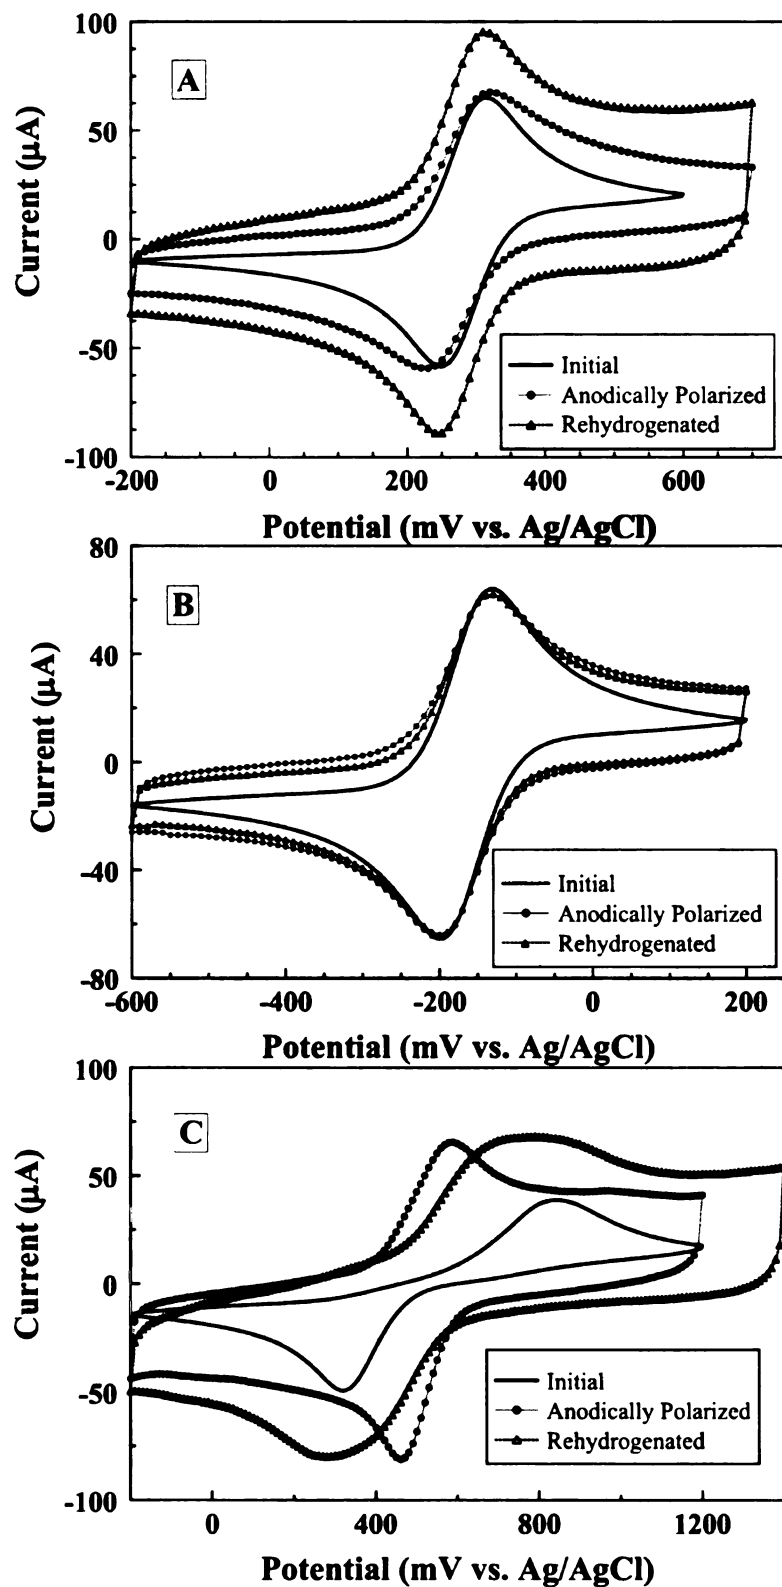 A
100
50
0
-50
-100
Current (μA)
Initial
Anodically Polarized
Rehydrogenated
-200 0 200 400 600
Potential (mV vs. Ag/AgCl)
B
80
40
0
-40
-80
Current (μA)
Initial
Anodically Polarized
Rehydrogenated
-600 -400 -200 0 200
Potential (mV vs. Ag/AgCl)
C
100
50
0
-50
-100
Current (μA)
Initial
Anodically Polarized
Rehydrogenated
0 400 800 1200
Potential (mV vs. Ag/AgCl)